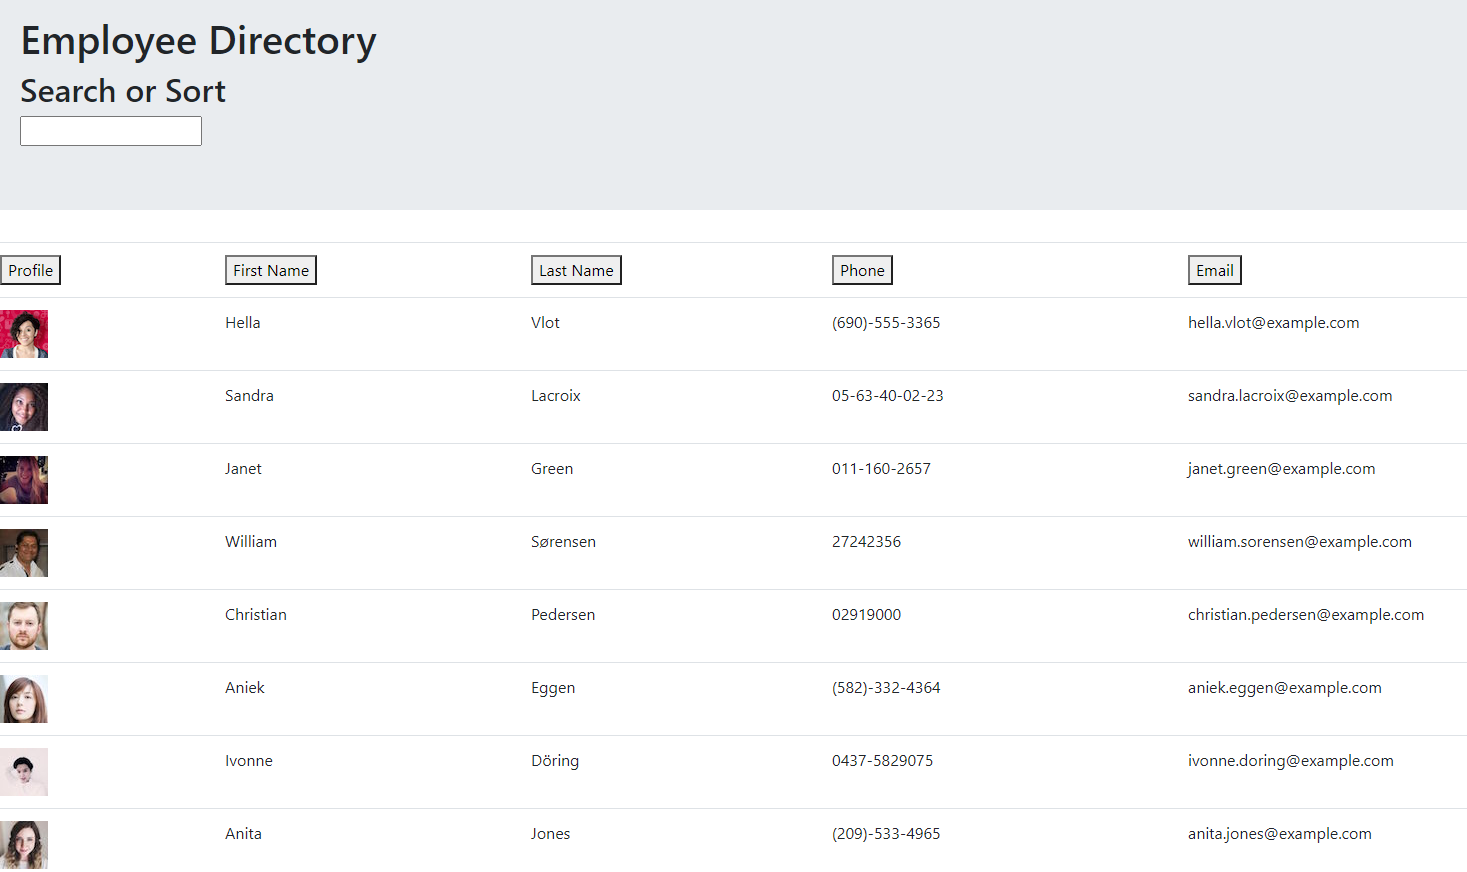 Employee Directory
Search or Sort
Profile First Name Last Name Phone Email
Hella Vlot (690)-555-3365 hella.vlot@example.com
Sandra Lacroix 05-63-40-02-23 sandra.lacroix@example.com
Janet Green 011-160-2657 janet.green@example.com
William Sørensen 27242356 william.sorensen@example.com
Christian Pedersen 02919000 christian.pedersen@example.com
Aniek Eggen (582)-332-4364 aniek.eggen@example.com
Ivonne Döring 0437-5829075 ivonne.doring@example.com
Anita Jones (209)-533-4965 anita.jones@example.com